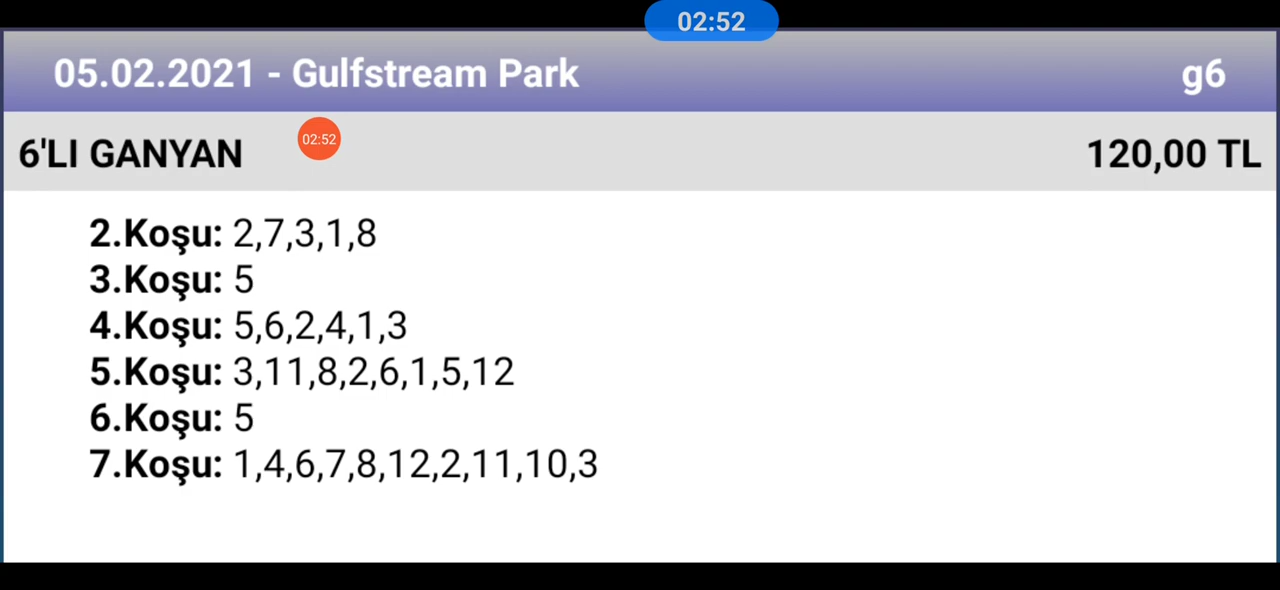 02:52
05.02.2021 - Gulfstream Park g6
6'LI GANYAN 02:52 120,00 TL
2.Koşu: 2,7,3,1,8
3.Koşu: 5
4.Koşu: 5,6,2,4,1,3
5.Koşu: 3,11,8,2,6,1,5,12
6.Koşu: 5
7.Koşu: 1,4,6,7,8,12,2,11,10,3